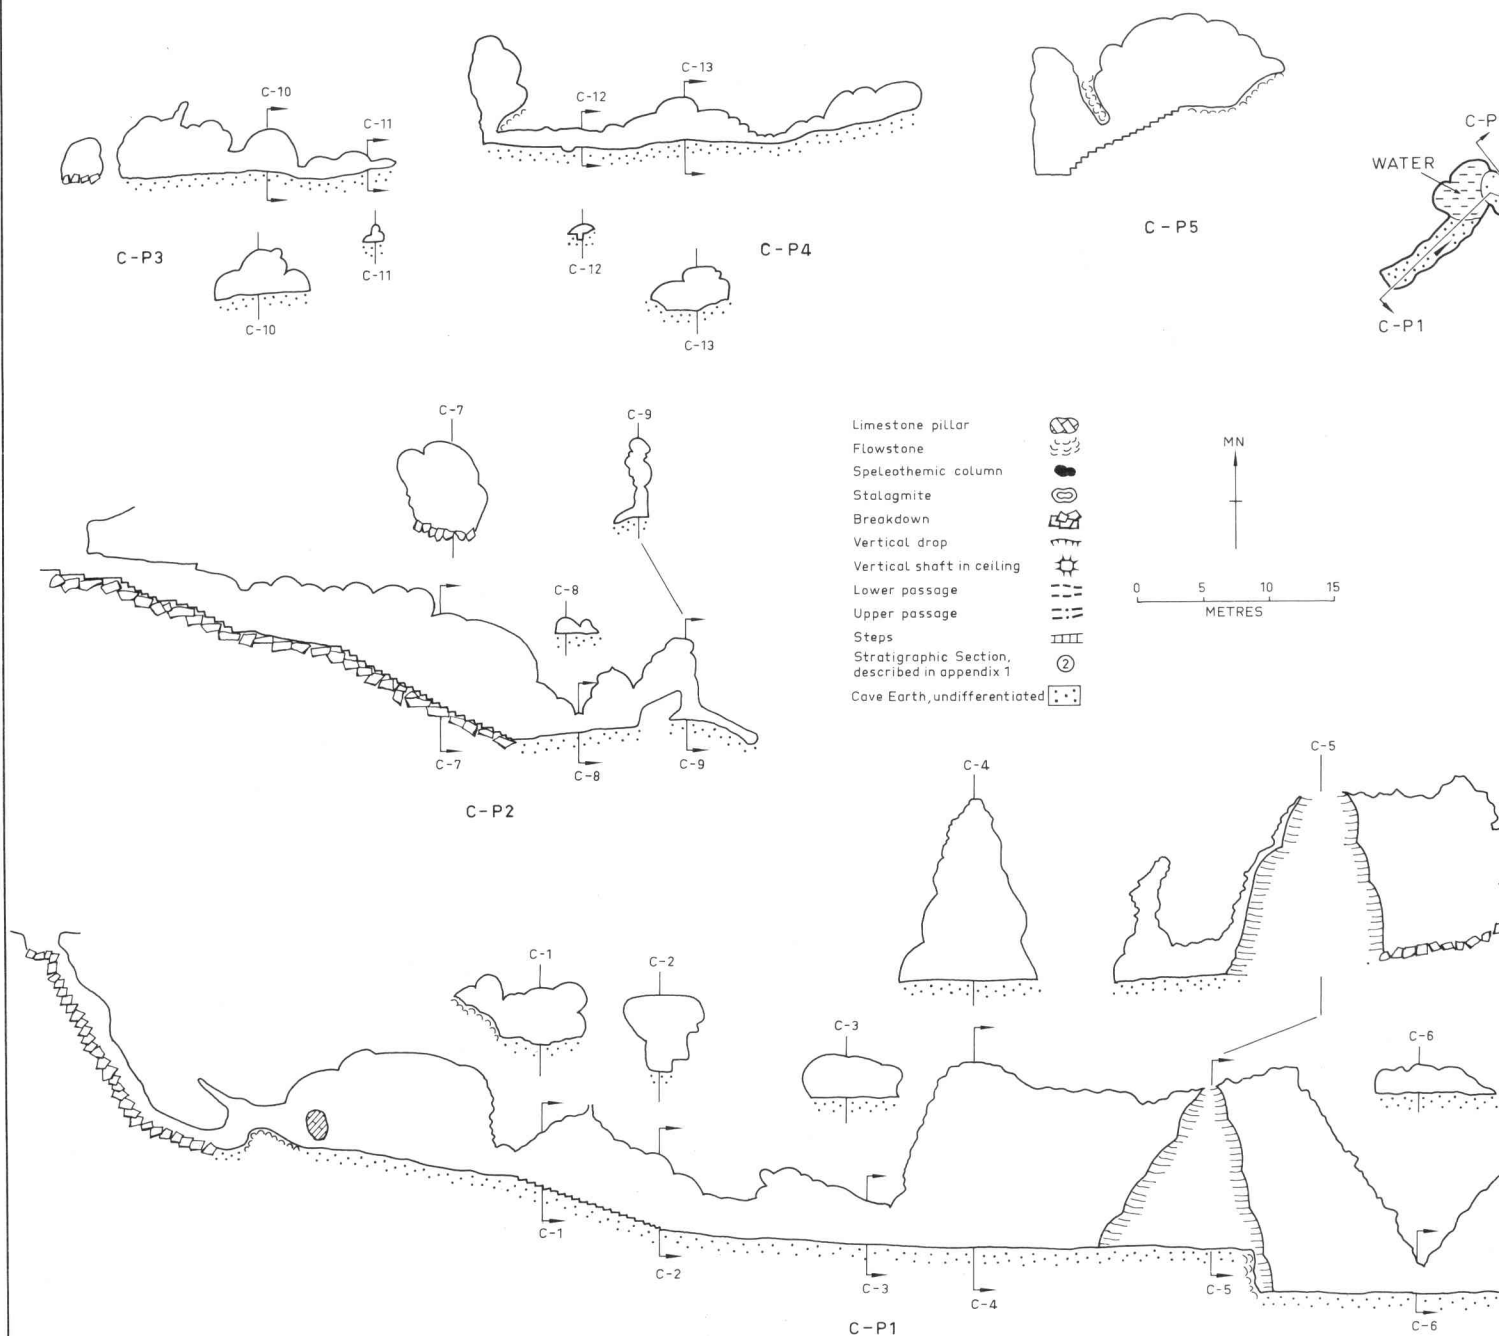 C-10
C-11
C-P3
C-11
C-10
C-12
C-13
C-12
C-P4
C-13
C-P5
C-P
WATER
C-P1
C-7
C-9
C-8
C-7
C-8
C-9
C-P2
Limestone pillar
Flowstone
Speleothemic column
Stalagmite
Breakdown
Vertical drop
Vertical shaft in ceiling
Lower passage
Upper passage
Steps
Stratigraphic Section,
described in appendix 1
2
Cave Earth, undifferentiated
MN
0 5 10 15
METRES
C-4
C-5
C-1
C-2
C-3
C-6
C-1
C-2
C-3
C-4
C-5
C-6
C-P1